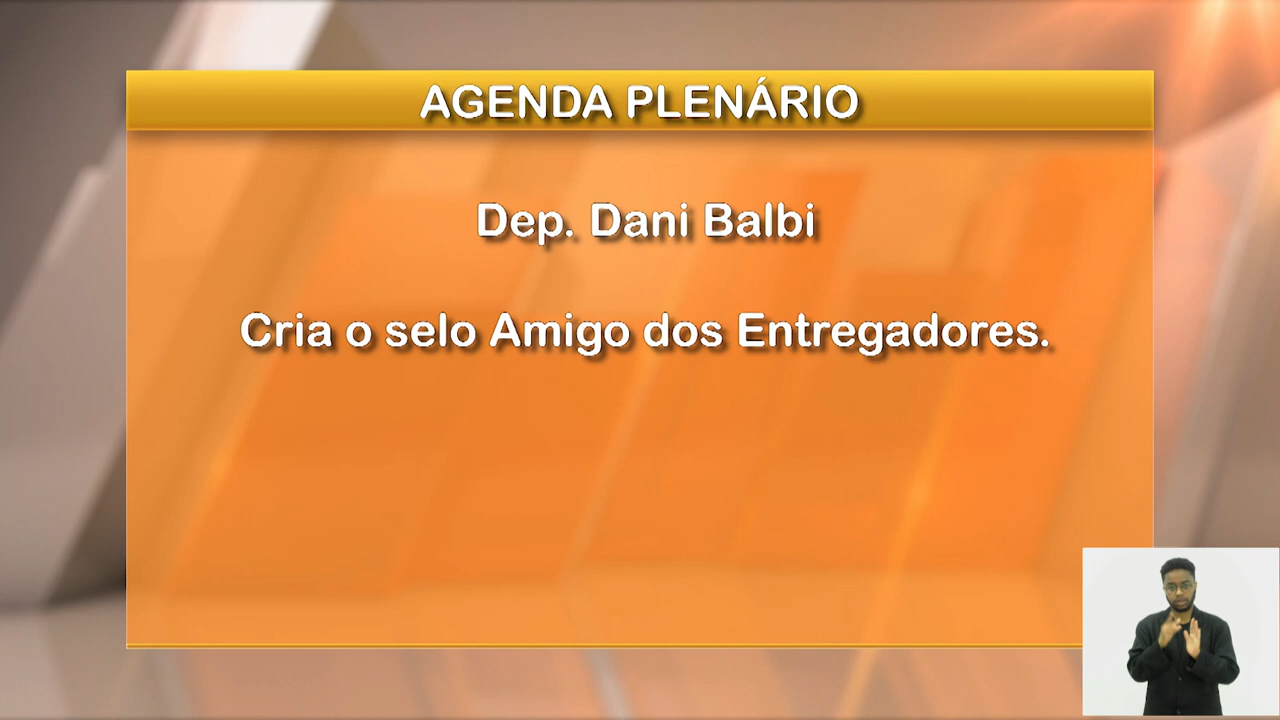 AGENDA PLENÁRIO
Dep. Dani Balbi
Cria o selo Amigo dos Entregadores.